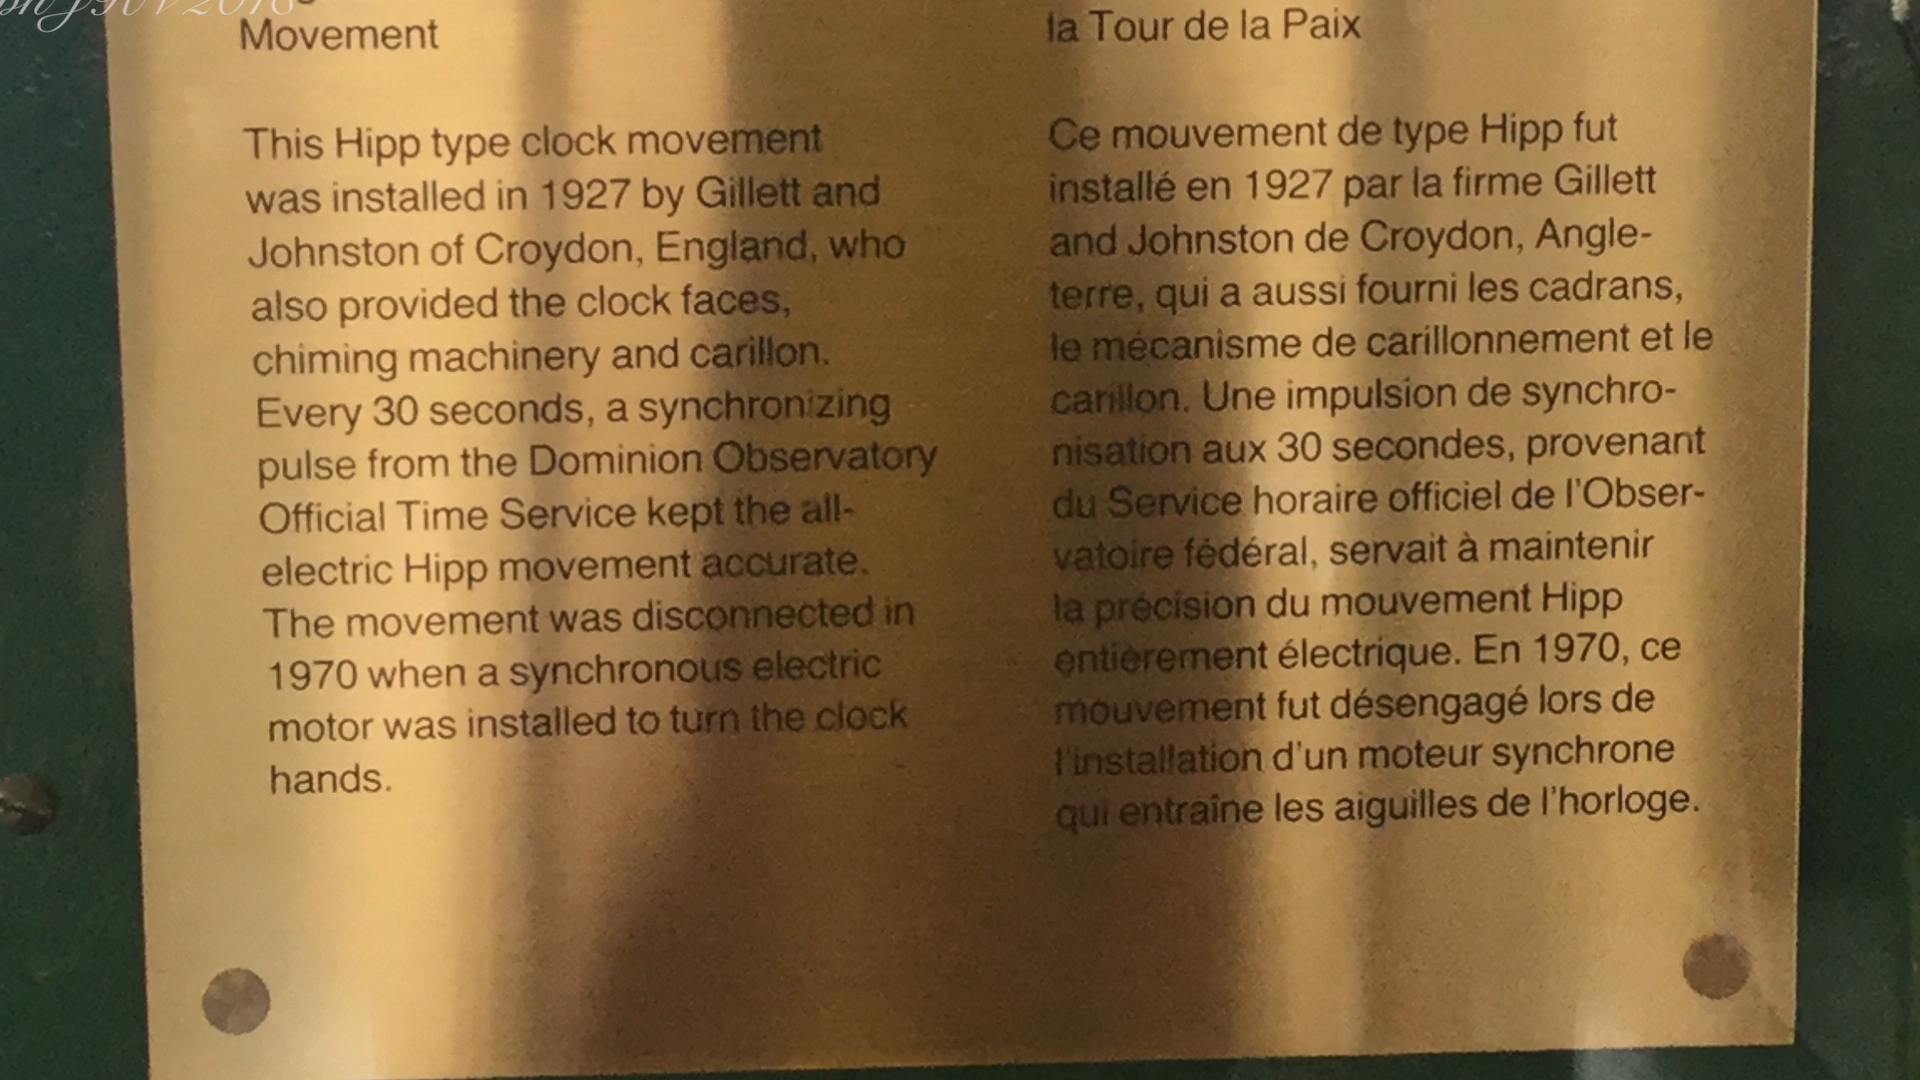 Movement
This Hipp type clock movement
was installed in 1927 by Gillett and
Johnston of Croydon, England, who
also provided the clock faces,
chiming machinery and carillon.
Every 30 seconds, a synchronizing
pulse from the Dominion Observatory
Official Time Service kept the all-
electric Hipp movement accurate.
The movement was disconnected in
1970 when a synchronous electric
motor was installed to turn the clock
hands.
la Tour de la Paix
Ce mouvement de type Hipp fut
installé en 1927 par la firme Gillett
and Johnston de Croydon, Angle-
terre, qui a aussi fourni les cadrans,
le mécanisme de carillonnement et le
carillon. Une impulsion de synchro-
nisation aux 30 secondes, provenant
du Service horaire officiel de l'Obser-
vatoire fédéral, servait à maintenir
la précision du mouvement Hipp
entièrement électrique. En 1970, ce
mouvement fut désengagé lors de
l'installation d'un moteur synchrone
qui entraîne les aiguilles de l'horloge.